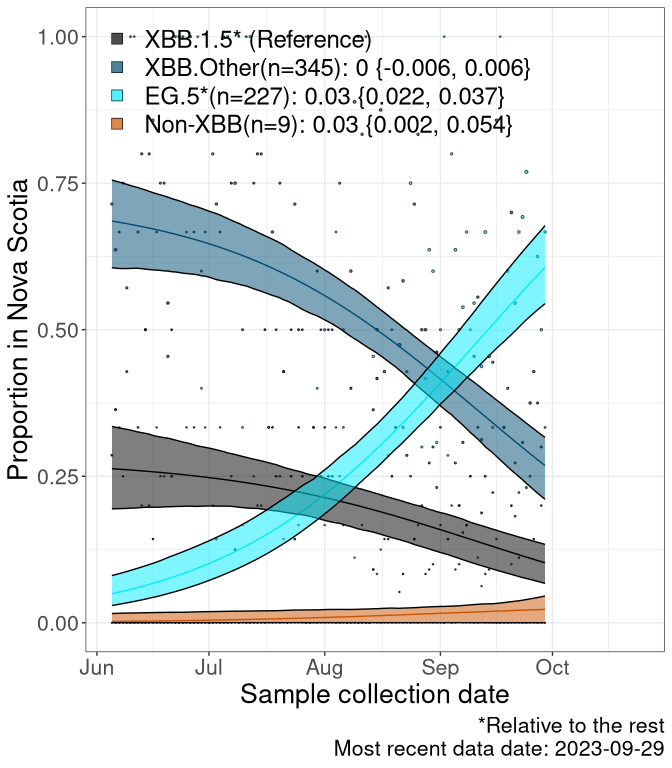 1.00
XBB.1.5* (Reference)
XBB.Other(n=345): 0 {-0.006, 0.006}
EG.5*(n=227): 0.03 {0.022, 0.037}
Non-XBB(n=9): 0.03 {0.002, 0.054}
0.75
0.50
0.25
0.00
Proportion in Nova Scotia
Jun Jul Aug Sep Oct
Sample collection date
*Relative to the rest
Most recent data date: 2023-09-29